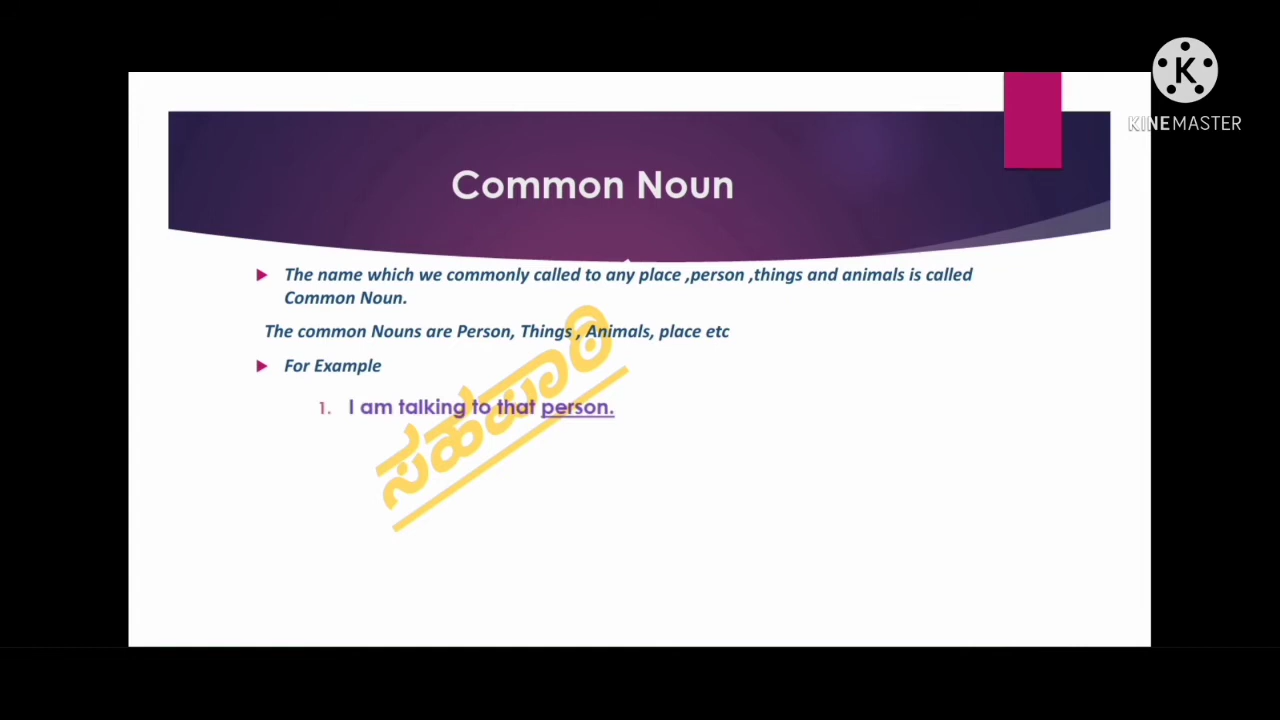 KINEMASTER
Common Noun
The name which we commonly called to any place ,person ,things and animals is called
Common Noun.
The common Nouns are Person, Things , Animals, place etc
For Example
1. I am talking to that person.
ಸಹಚಾರಿ